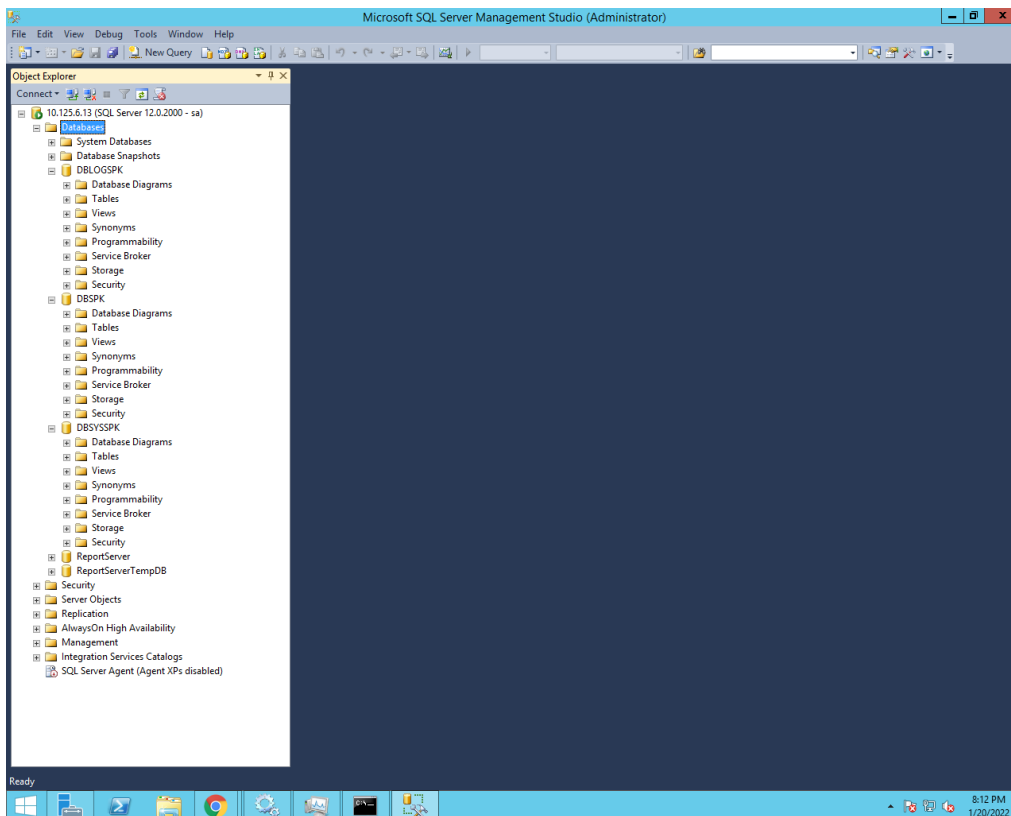 Microsoft SQL Server Management Studio (Administrator)
File Edit View Debug Tools Window Help
New Query
Object Explorer
Connect
10.125.6.13 (SQL Server 12.0.2000 - sa)
Databases
System Databases
Database Snapshots
DBLOGSPK
Database Diagrams
Tables
Views
Synonyms
Programmability
Service Broker
Storage
Security
DBSPK
Database Diagrams
Tables
Views
Synonyms
Programmability
Service Broker
Storage
Security
DBSYSSPK
Database Diagrams
Tables
Views
Synonyms
Programmability
Service Broker
Storage
Security
ReportServer
ReportServerTempDB
Security
Server Objects
Replication
AlwaysOn High Availability
Management
Integration Services Catalogs
SQL Server Agent (Agent XPs disabled)
Ready
8:12 PM
1/20/2022